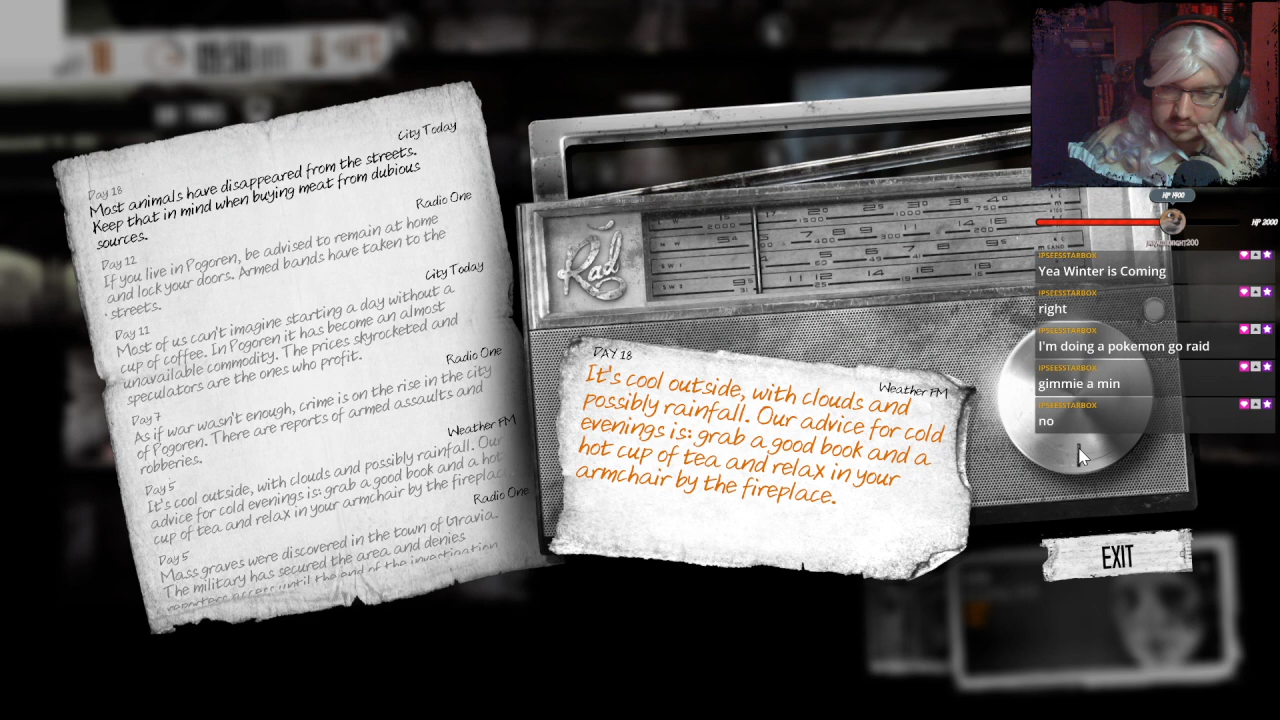 City Today
Day 18
Most animals have disappeared from the streets.
Keep that in mind when buying meat from dubious
sources.
Radio One
Day 12
If you live in Pogoren, be advised to remain at home
and lock your doors. Armed bands have taken to the
streets.
City Today
Day 11
Most of us can't imagine starting a day without a
cup of coffee. In Pogoren it has become an almost
unavailable commodity. The prices skyrocketed and
speculators are the ones who profit.
Radio One
Day 7
As if war wasn't enough, crime is on the rise in the city
of Pogoren. There are reports of armed assaults and
robberies.
Weather FM
Day 5
It's cool outside, with clouds and possibly rainfall. Our
advice for cold evenings is: grab a good book and a hot
cup of tea and relax in your armchair by the fireplac
Radio One
Day 5
Mass graves were discovered in the town of Gravia.
The military has secured the area and denies
reporters access until the end of the investigation
Rad
DAY 18
Weather FM
It's cool outside, with clouds and
possibly rainfall. Our advice for cold
evenings is: grab a good book and a
hot cup of tea and relax in your
armchair by the fireplace.
EXIT
HP 1400
HP 2000
IPSEESSTARBOX
Yea Winter is Coming
IPSEESSTARBOX
right
IPSEESSTARBOX
I'm doing a pokemon go raid
IPSEESSTARBOX
gimmie a min
IPSEESSTARBOX
no